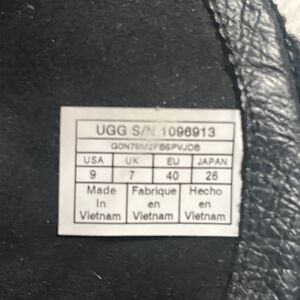 UGG S/N 1096913
USA UK EU JAPAN
9 7 40 26
Made Fabrique Hecho
In en en
Vietnam Vietnam Vietnam